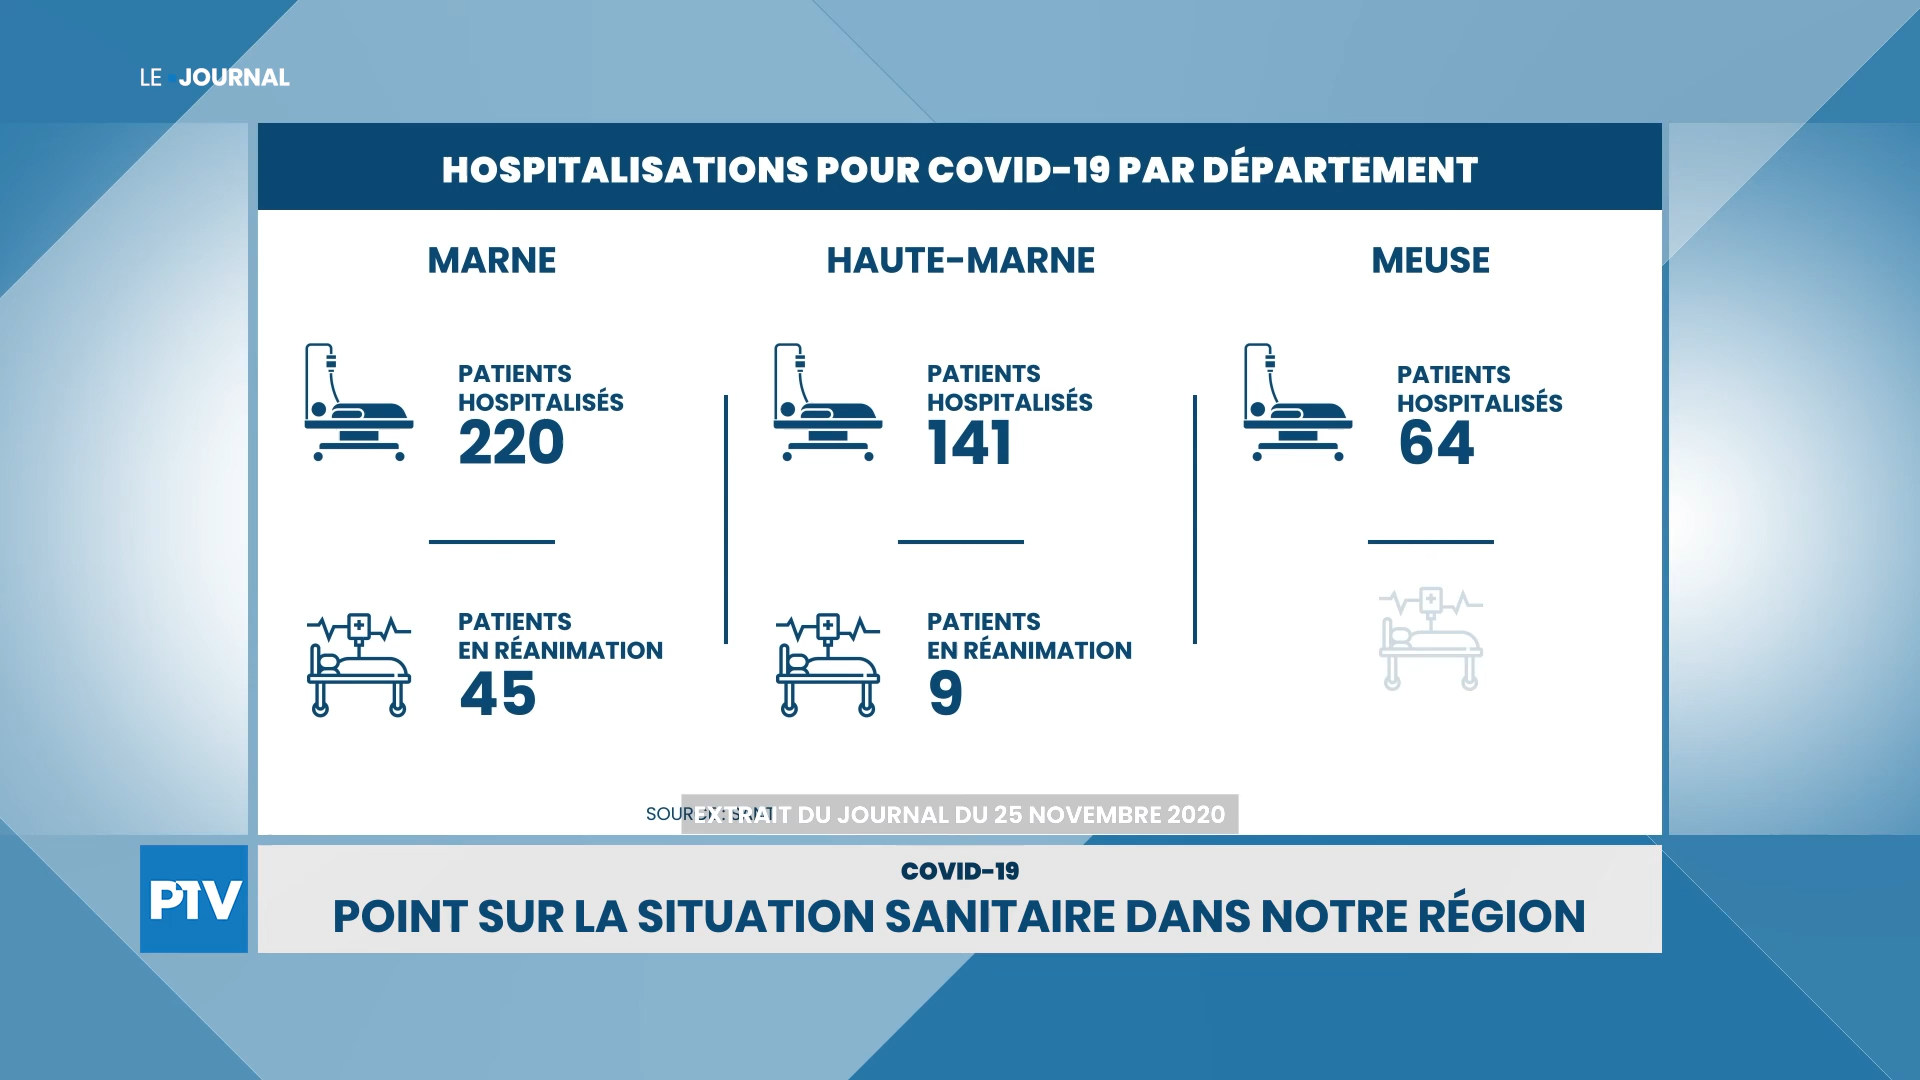 LE JOURNAL
HOSPITALISATIONS POUR COVID-19 PAR DÉPARTEMENT
MARNE
PATIENTS
HOSPITALISÉS
220
PATIENTS
EN RÉANIMATION
45
HAUTE-MARNE
PATIENTS
HOSPITALISÉS
141
PATIENTS
EN RÉANIMATION
9
MEUSE
PATIENTS
HOSPITALISÉS
64
EXTRAIT DU JOURNAL DU 25 NOVEMBRE 2020
PTV
COVID-19
POINT SUR LA SITUATION SANITAIRE DANS NOTRE RÉGION